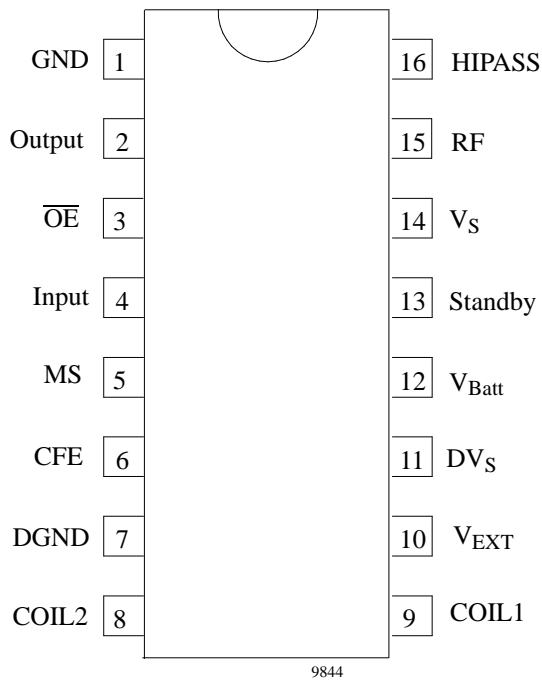 GND 1 16 HIPASS
Output 2 15 RF
OE 3 14 VS
Input 4 13 Standby
MS 5 12 VBatt
CFE 6 11 DVS
DGND 7 10 VEXT
COIL2 8 9 COIL1
9844